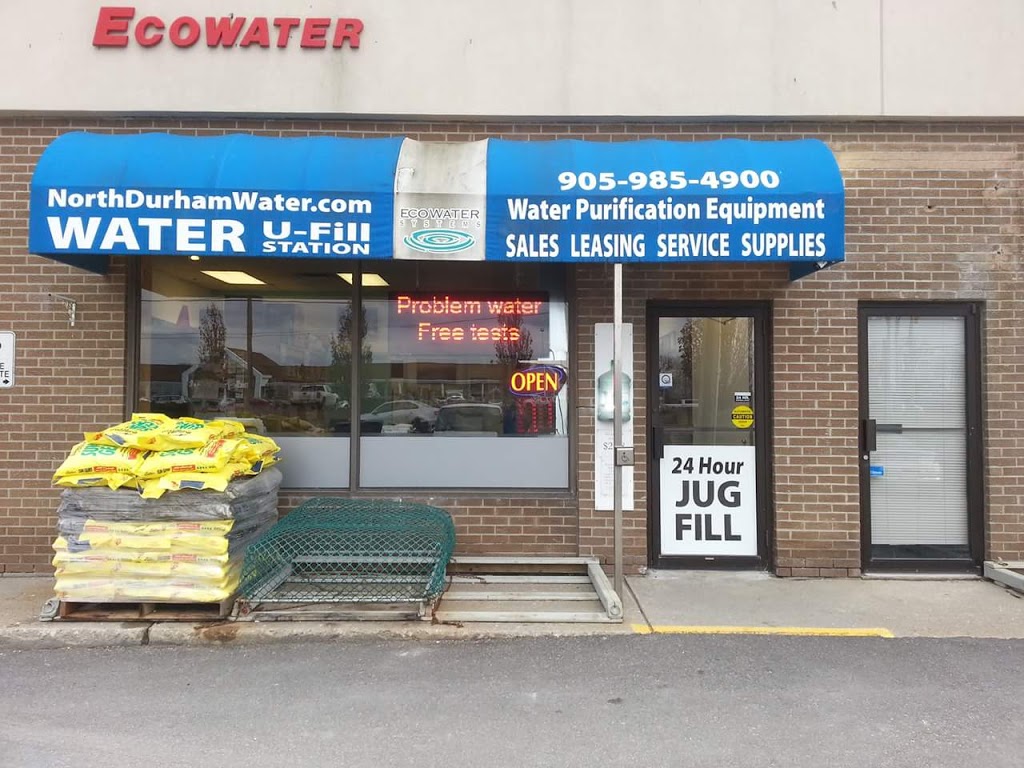 ECOWATER
NorthDurhamWater.com
WATER U-Fill STATION
ECOWATER
SYSTEMS
905-985-4900
Water Purification Equipment
SALES LEASING SERVICE SUPPLIES
Problem water
Free tests
OPEN
CAUTION
24 Hour
JUG
FILL